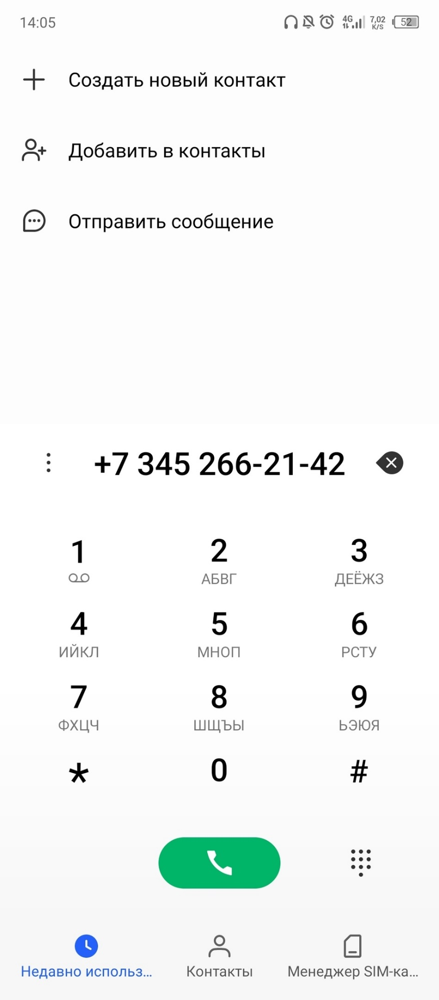 14:05
4G 7,02 K/S 52
Создать новый контакт
Добавить в контакты
Отправить сообщение
+7 345 266-21-42
1 2 3
АБВГ ДЕЁЖЗ
4 5 6
ИЙКЛ МНОП РСТУ
7 8 9
ФХЦЧ ШЩЪЫ ЬЭЮЯ
* 0 #
Недавно использ... Контакты Менеджер SIM-ка...